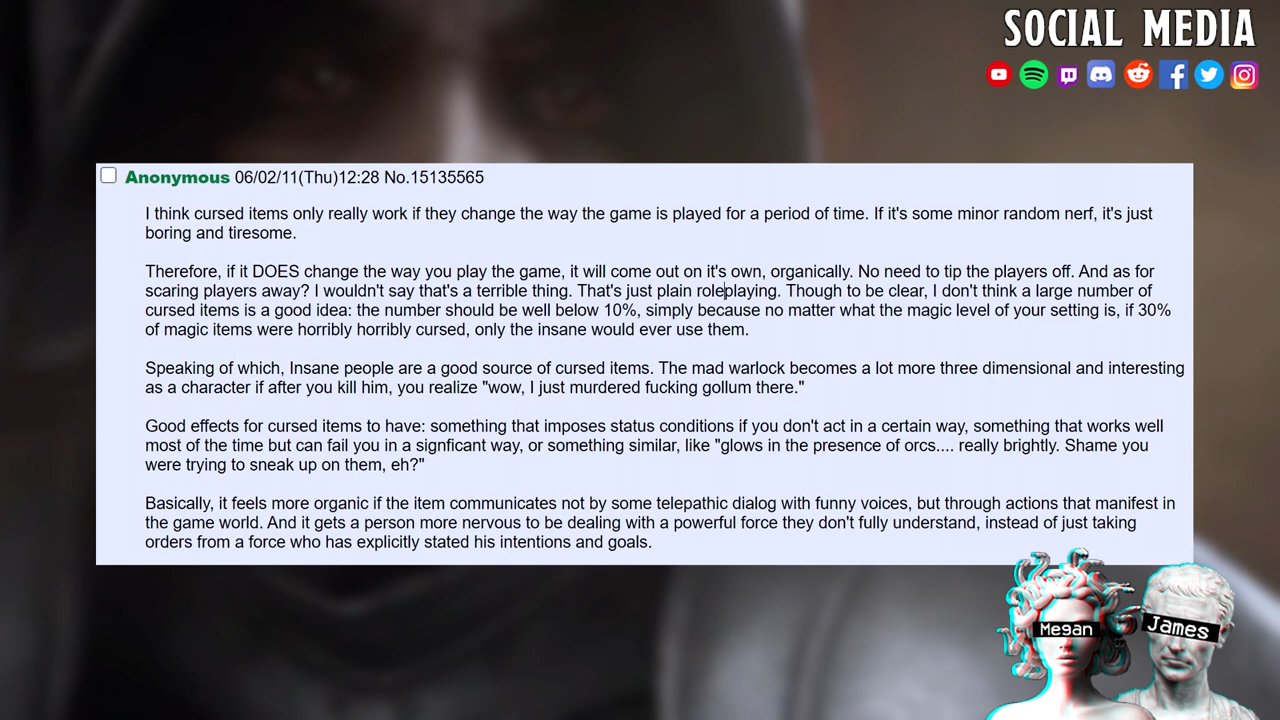 SOCIAL MEDIA
Anonymous 06/02/11(Thu)12:28 No.15135565
I think cursed items only really work if they change the way the game is played for a period of time. If it's some minor random nerf, it's just
boring and tiresome.
Therefore, if it DOES change the way you play the game, it will come out on it's own, organically. No need to tip the players off. And as for
scaring players away? I wouldn't say that's a terrible thing. That's just plain roleplaying. Though to be clear, I don't think a large number of
cursed items is a good idea: the number should be well below 10%, simply because no matter what the magic level of your setting is, if 30%
of magic items were horribly horribly cursed, only the insane would ever use them.
Speaking of which, Insane people are a good source of cursed items. The mad warlock becomes a lot more three dimensional and interesting
as a character if after you kill him, you realize "wow, I just murdered fucking gollum there."
Good effects for cursed items to have: something that imposes status conditions if you don't act in a certain way, something that works well
most of the time but can fail you in a signficant way, or something similar, like "glows in the presence of orcs.... really brightly. Shame you
were trying to sneak up on them, eh?"
Basically, it feels more organic if the item communicates not by some telepathic dialog with funny voices, but through actions that manifest in
the game world. And it gets a person more nervous to be dealing with a powerful force they don't fully understand, instead of just taking
orders from a force who has explicitly stated his intentions and goals.
Megan
James